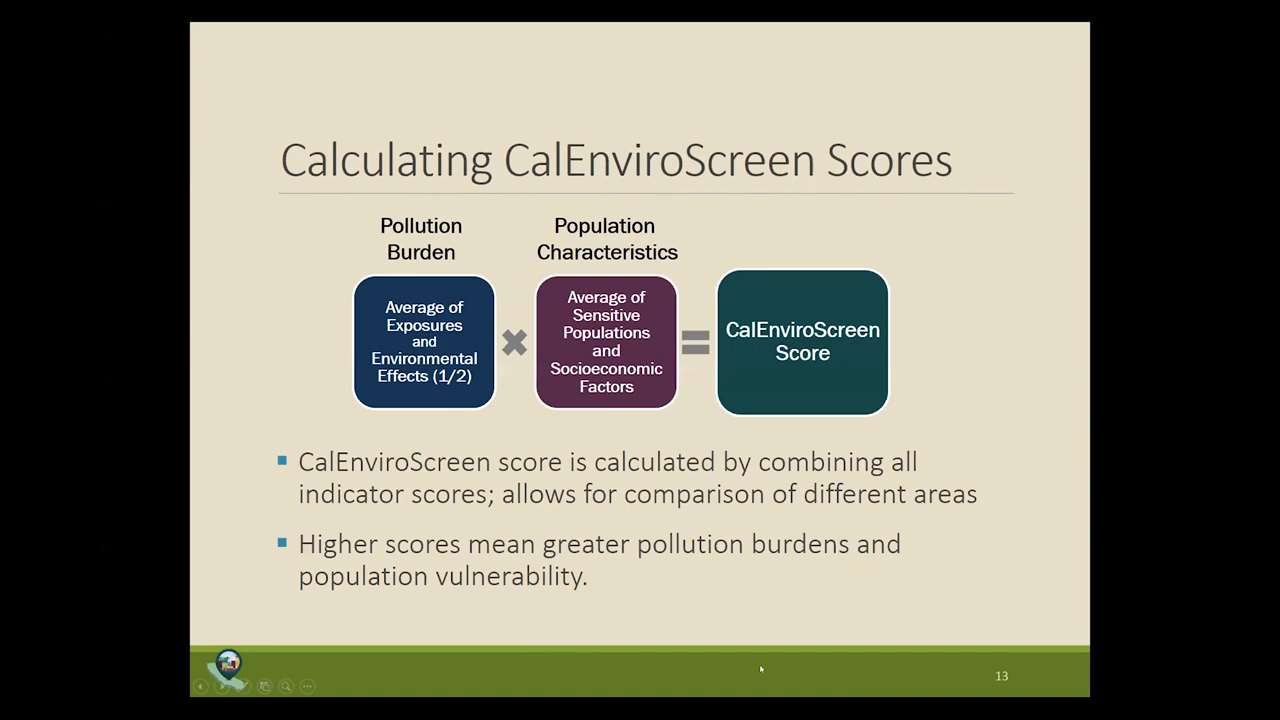 Calculating CalEnviroScreen Scores
Pollution
Burden
Population
Characteristics
Average of
Exposures
and
Environmental
Effects (1/2)
Average of
Sensitive
Populations
and
Socioeconomic
Factors
CalEnviroScreen
Score
CalEnviroScreen score is calculated by combining all
indicator scores; allows for comparison of different areas
Higher scores mean greater pollution burdens and
population vulnerability.
13